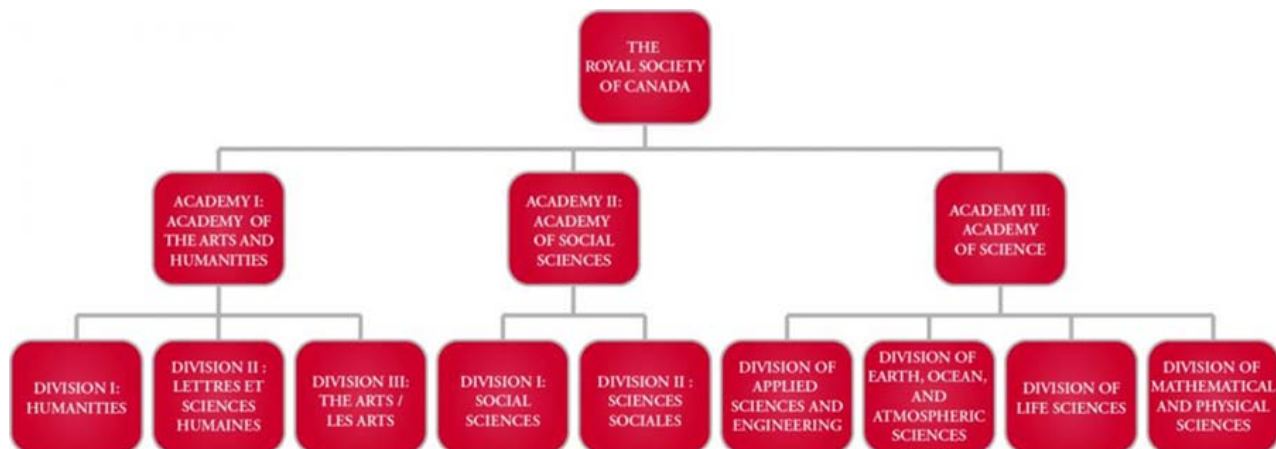 THE
ROYAL SOCIETY
OF CANADA
ACADEMY I:
ACADEMY OF
THE ARTS AND
HUMANITIES
ACADEMY II:
ACADEMY
OF SOCIAL
SCIENCES
ACADEMY III:
ACADEMY
OF SCIENCE
DIVISION I:
HUMANITIES
DIVISION II :
LETTRES ET
SCIENCES
HUMAINES
DIVISION III:
THE ARTS /
LES ARTS
DIVISION I:
SOCIAL
SCIENCES
DIVISION II :
SCIENCES
SOCIALES
DIVISION OF
APPLIED
SCIENCES AND
ENGINEERING
DIVISION OF
EARTH, OCEAN,
AND
ATMOSPHERIC
SCIENCES
DIVISION OF
LIFE SCIENCES
DIVISION OF
MATHEMATICAL
AND PHYSICAL
SCIENCES